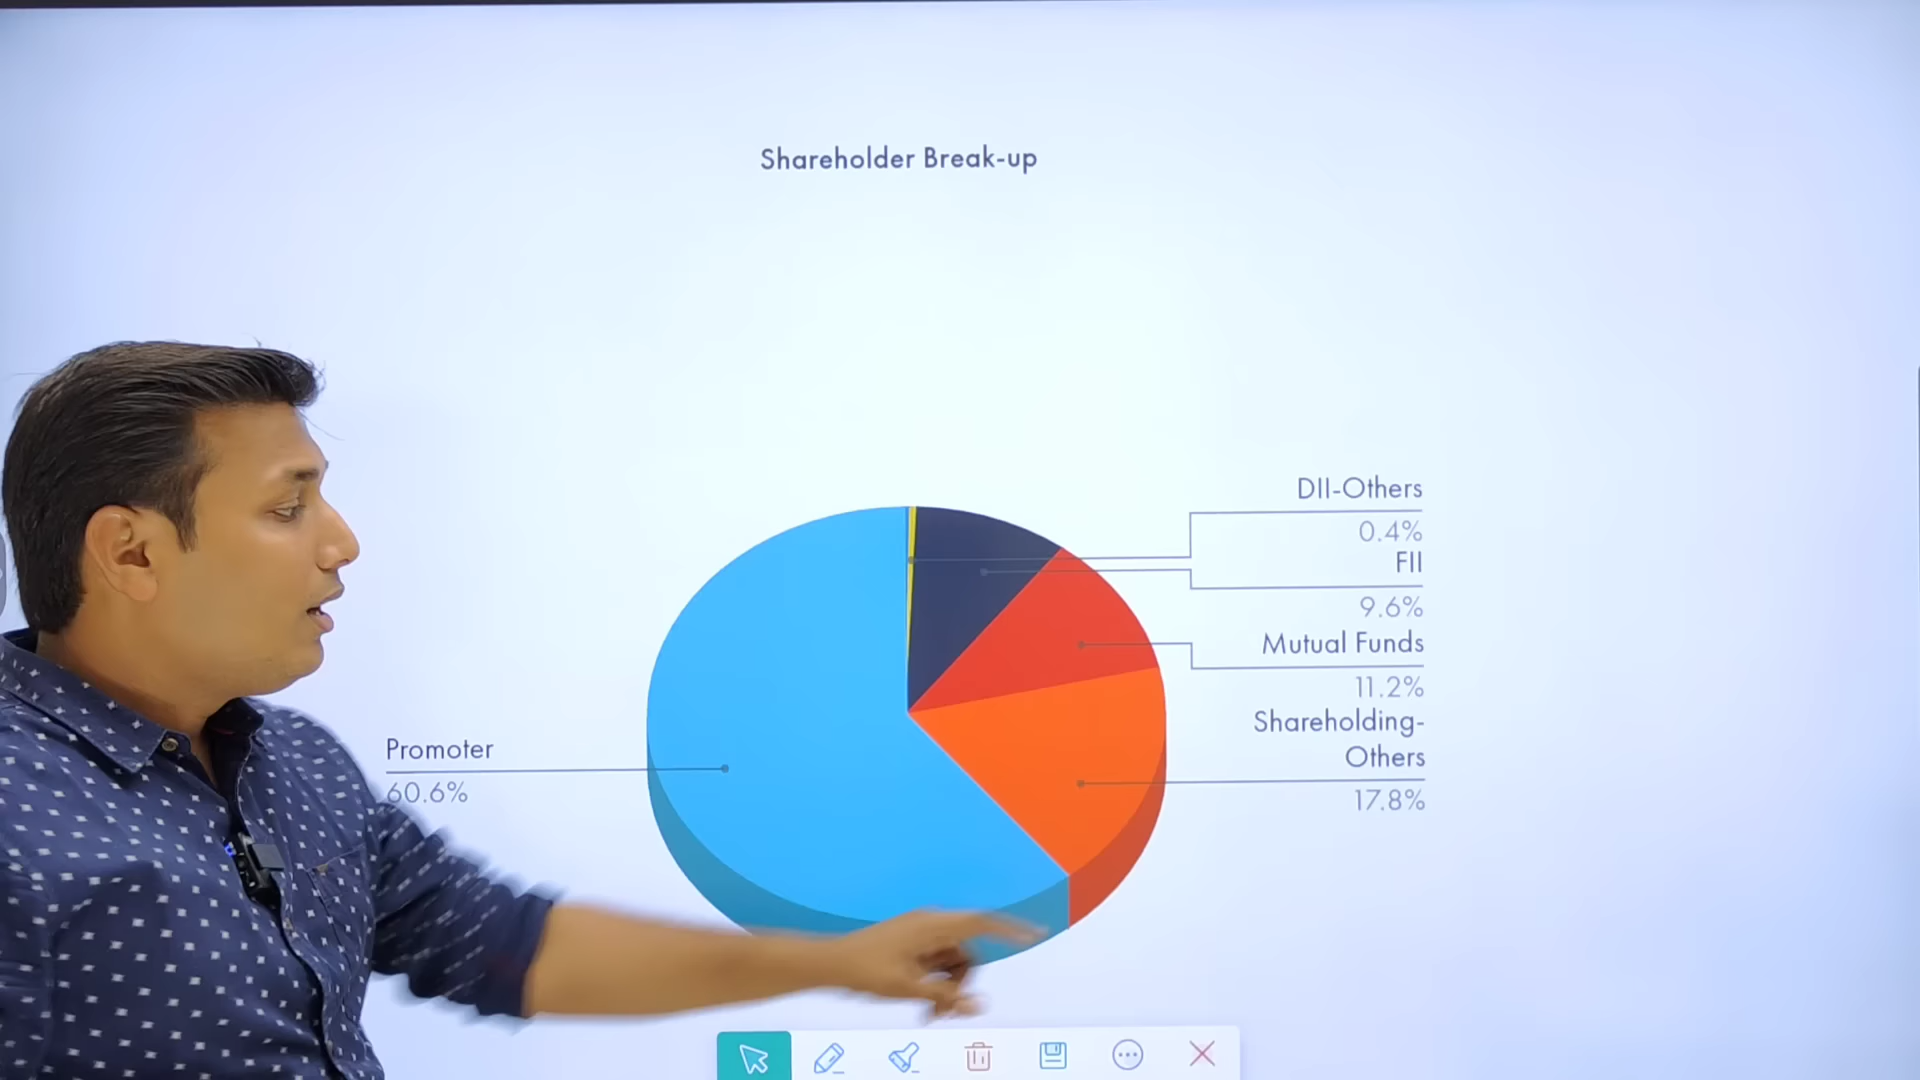 Shareholder Break-up
DII-Others
0.4%
FII
9.6%
Mutual Funds
11.2%
Shareholding-
Others
17.8%
Promoter
60.6%